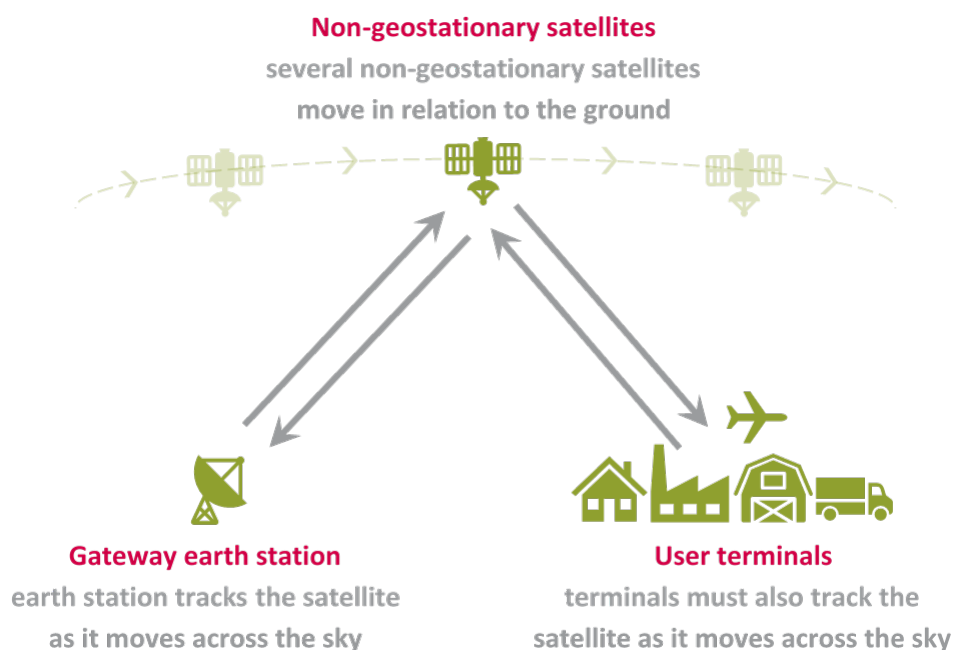 Non-geostationary satellites
several non-geostationary satellites
move in relation to the ground
Gateway earth station
earth station tracks the satellite
as it moves across the sky
User terminals
terminals must also track the
satellite as it moves across the sky